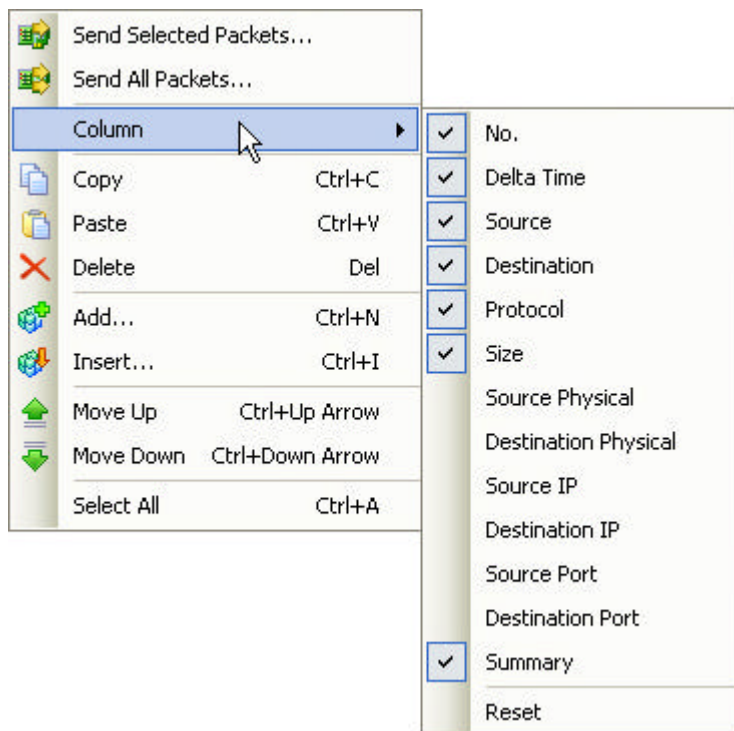 Send Selected Packets...
Send All Packets...
Column
Copy Ctrl+C
Paste Ctrl+V
Delete Del
Add... Ctrl+N
Insert... Ctrl+I
Move Up Ctrl+Up Arrow
Move Down Ctrl+Down Arrow
Select All Ctrl+A
No.
Delta Time
Source
Destination
Protocol
Size
Source Physical
Destination Physical
Source IP
Destination IP
Source Port
Destination Port
Summary
Reset